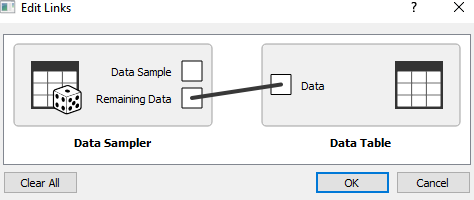 Edit Links
Data Sample
Remaining Data
Data
Data Sampler
Data Table
Clear All
OK
Cancel